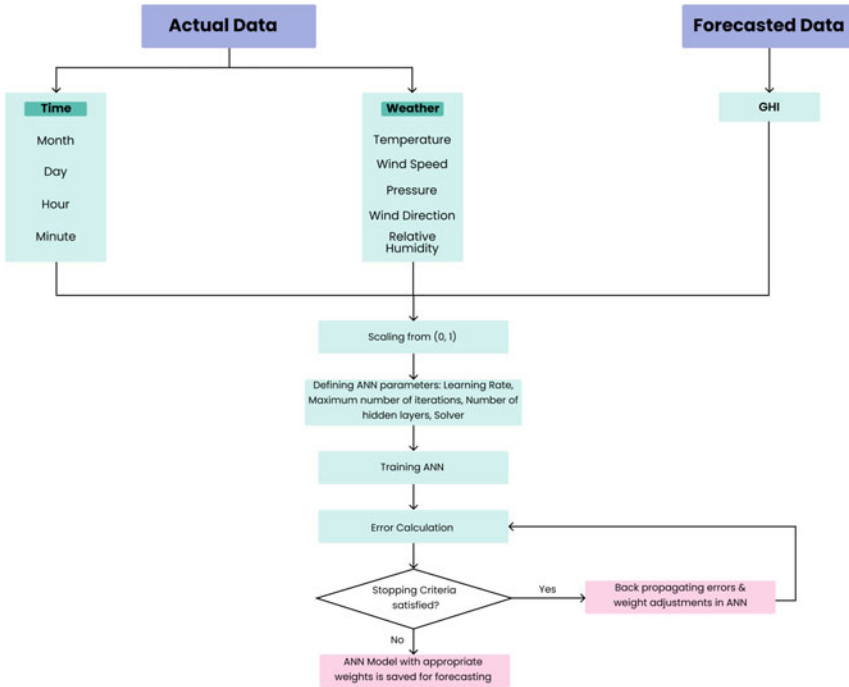 Actual Data
Forecasted Data
Time
Month
Day
Hour
Minute
Weather
Temperature
Wind Speed
Pressure
Wind Direction
Relative
Humidity
GHI
Scaling from (0, 1)
Defining ANN parameters: Learning Rate,
Maximum number of iterations, Number of
hidden layers, Solver
Training ANN
Error Calculation
Stopping Criteria
satisfied?
Yes
Back propagating errors &
weight adjustments in ANN
No
ANN Model with appropriate
weights is saved for forecasting